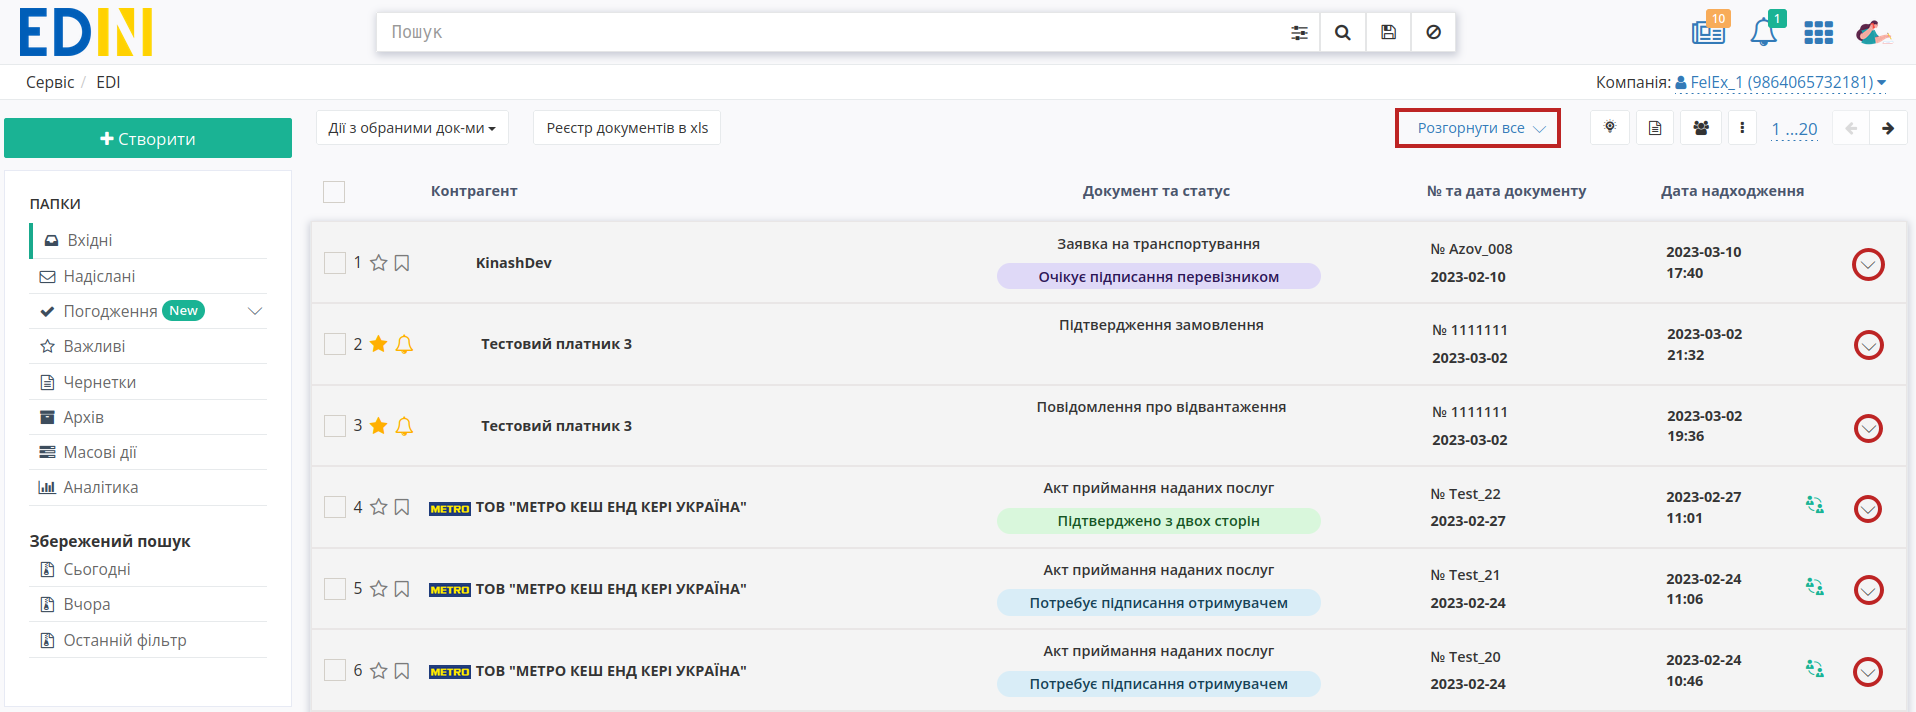 EDIN
Пошук
10
1
Сервіс / EDI
Компанія: FelEx_1 (9864065732181)
Створити
Дії з обраними док-ми
Реєстр документів в xls
Розгорнути все
1 ...20
ПАПКИ
Вхідні
Надіслані
Погодження New
Важливі
Чернетки
Архів
Масові дії
Аналітика
Збережений пошук
Сьогодні
Вчора
Останній фільтр
Контрагент
Документ та статус
№ та дата документу
Дата надходження
1
KinashDev
Заявка на транспортування
Очікує підписання перевізником
№ Azov_008
2023-02-10
2023-03-10
17:40
2
Тестовий платник 3
Підтвердження замовлення
№ 1111111
2023-03-02
2023-03-02
21:32
3
Тестовий платник 3
Повідомлення про відвантаження
№ 1111111
2023-03-02
2023-03-02
19:36
4
METRO ТОВ "МЕТРО КЕШ ЕНД КЕРІ УКРАЇНА"
Акт приймання наданих послуг
Підтверджено з двох сторін
№ Test_22
2023-02-27
2023-02-27
11:01
5
METRO ТОВ "МЕТРО КЕШ ЕНД КЕРІ УКРАЇНА"
Акт приймання наданих послуг
Потребує підписання отримувачем
№ Test_21
2023-02-24
2023-02-24
11:06
6
METRO ТОВ "МЕТРО КЕШ ЕНД КЕРІ УКРАЇНА"
Акт приймання наданих послуг
Потребує підписання отримувачем
№ Test_20
2023-02-24
2023-02-24
10:46